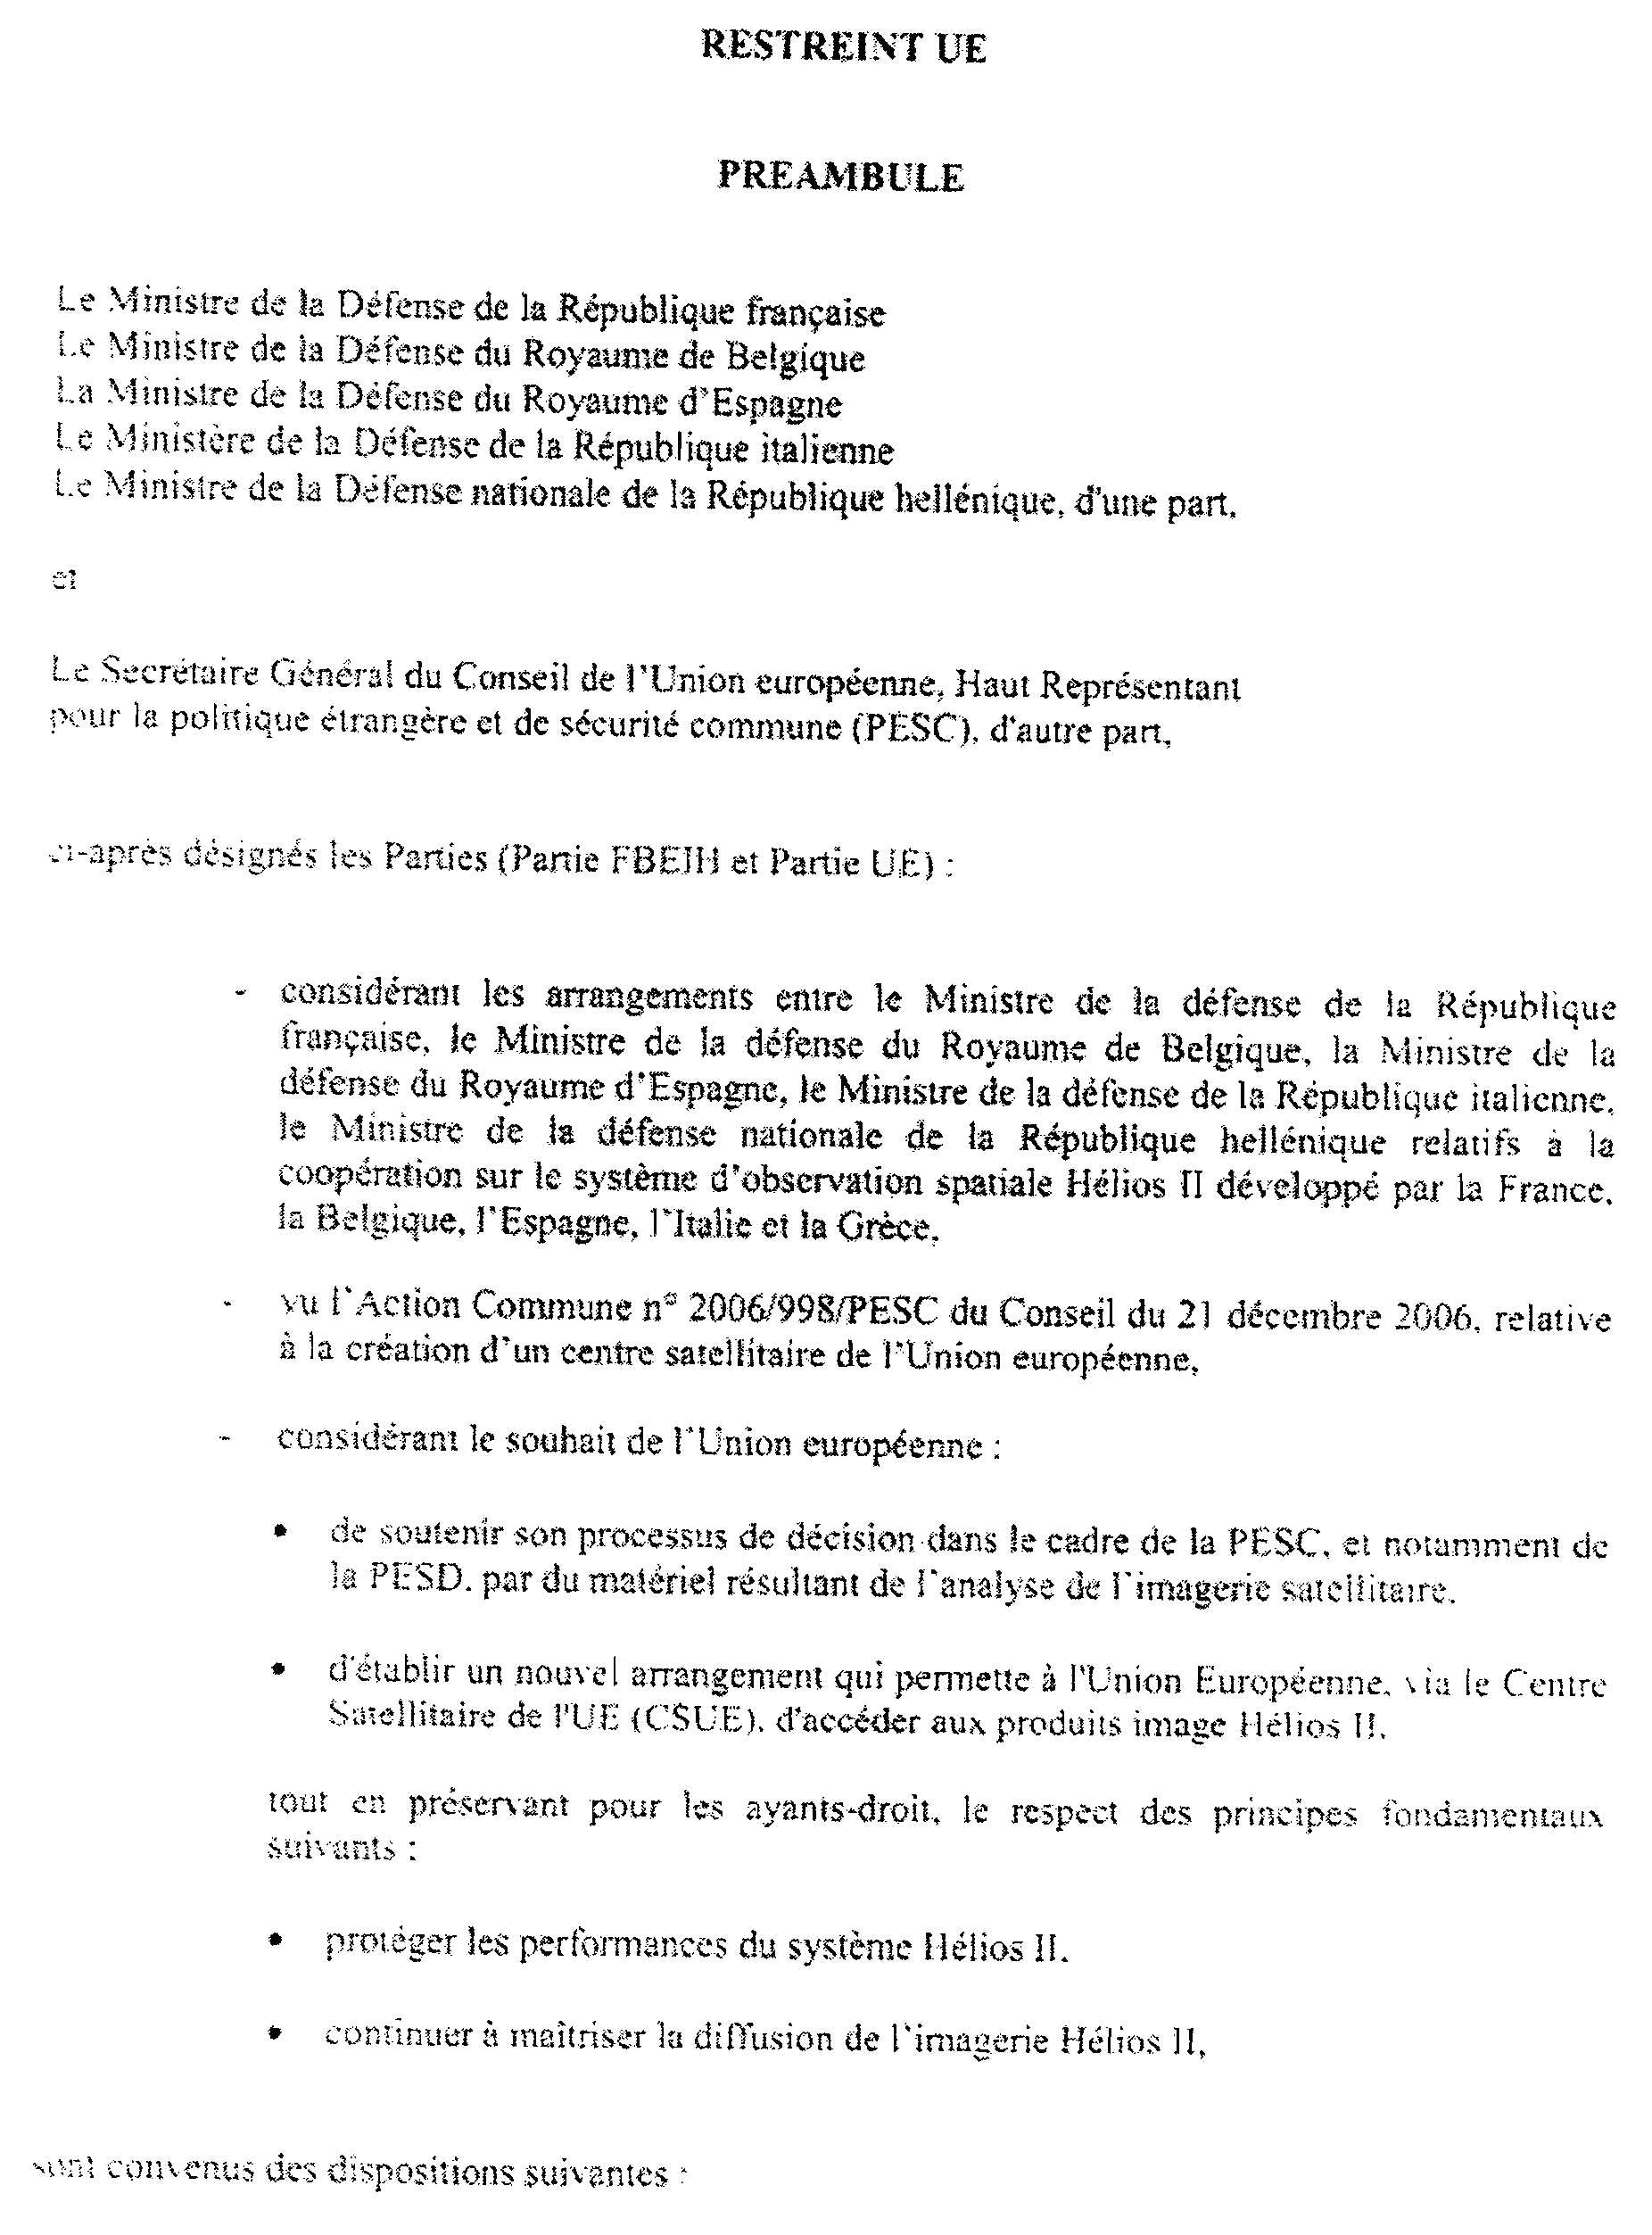 RESTREINT UE
PREAMBULE
Le Ministre de la Défense de la République française
Le Ministre de la Défense du Royaume de Belgique
La Ministre de la Défense du Royaume d'Espagne
Le Ministère de la Défense de la République italienne
Le Ministre de la Défense nationale de la République hellénique, d'une part,
et
Le Secrétaire Général du Conseil de l'Union européenne, Haut Représentant
pour la politique étrangère et de sécurité commune (PESC), d'autre part,
ci-après désignés les Parties (Partie FBEIH et Partie UE) :
- considérant les arrangements entre le Ministre de la défense de la République
française, le Ministre de la défense du Royaume de Belgique, la Ministre de la
défense du Royaume d'Espagne, le Ministre de la défense de la République italienne,
le Ministre de la défense nationale de la République hellénique relatifs à la
coopération sur le système d'observation spatiale Hélios II développé par la France,
la Belgique, l'Espagne, l'Italie et la Grèce,
- vu l'Action Commune n° 2006/998/PESC du Conseil du 21 décembre 2006, relative
à la création d'un centre satellitaire de l'Union européenne,
- considérant le souhait de l'Union européenne :
• de soutenir son processus de décision dans le cadre de la PESC, et notamment de
la PESD, par du matériel résultant de l'analyse de l'imagerie satellitaire,
• d'établir un nouvel arrangement qui permette à l'Union Européenne, via le Centre
Satellitaire de l'UE (CSUE), d'accéder aux produits image Hélios II,
tout en préservant pour les ayants-droit, le respect des principes fondamentaux
suivants :
• protéger les performances du système Hélios II,
• continuer à maîtriser la diffusion de l'imagerie Hélios II,
sont convenus des dispositions suivantes :